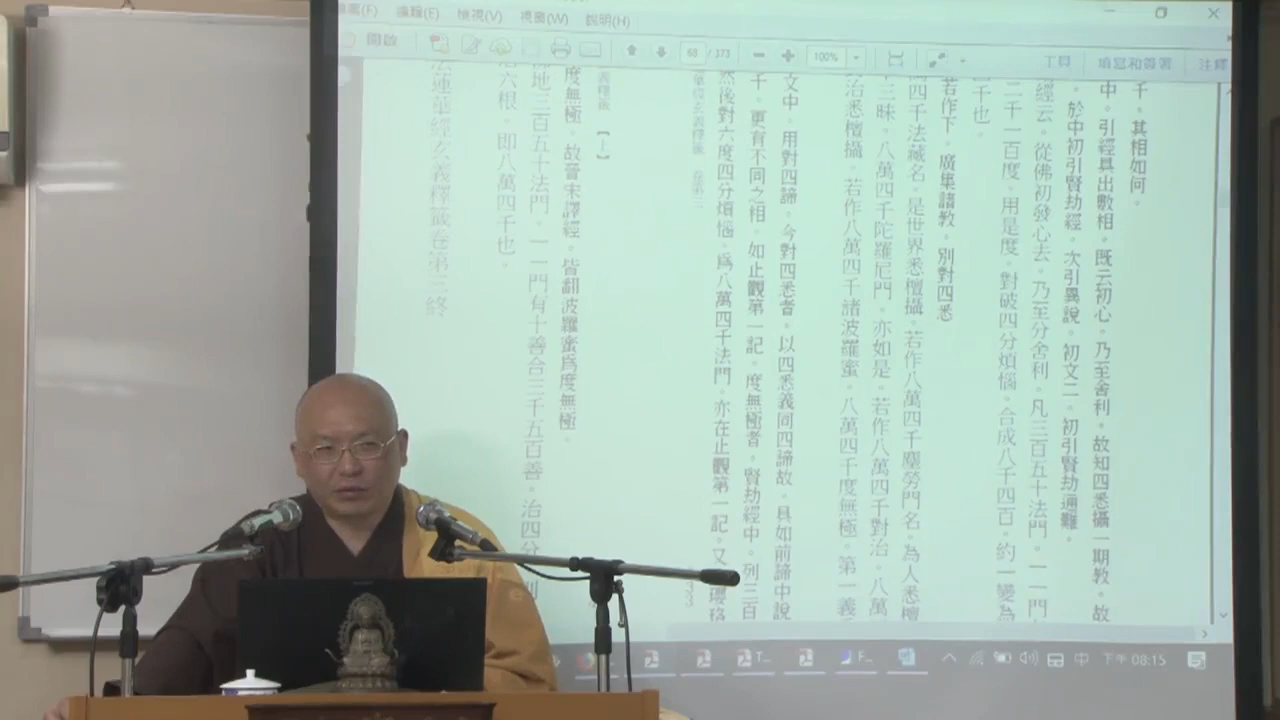 檢視(V) 視窗(W) 說明(H)
開啟
68 / 373
100%
工具 填寫和簽署 注釋
千。其相如何。
中。引經具出數相。既云初心。乃至舍利。故知四悉攝一期教。故
於中初引賢劫經。次引異說。初文二。初引賢劫通難。
經云。從佛初發心去。乃至分舍利。凡三百五十法門。一一門
二千一百度。用是度。對破四分煩惱。合成八千四百。約一變為
千也。
若作下。廣集諸教。別對四悉
四千法藏名。是世界悉檀攝。若作八萬四千塵勞門名。為人悉檀
三昧。八萬四千陀羅尼門。亦如是。若作八萬四千對治。八萬
治悉檀攝。若作八萬四千諸波羅蜜。八萬四千度無極。第一義
文中。用對四諦。今對四悉者。以四悉義同四諦故。具如前諦中說
千。更有不同之相。如止觀第一記。度無極者。賢劫經中。列三百
然後對六度四分煩惱。為八萬四千法門。亦在止觀第一記。又
33
度無極。故晉宋譯經。皆翻波羅蜜為度無極。
地三百五十法門。一一門有十善合三千五百善。治四分
六根。即八萬四千也。
法蓮華經玄義釋籤卷第三終
T...
F...
中 下午 08:15